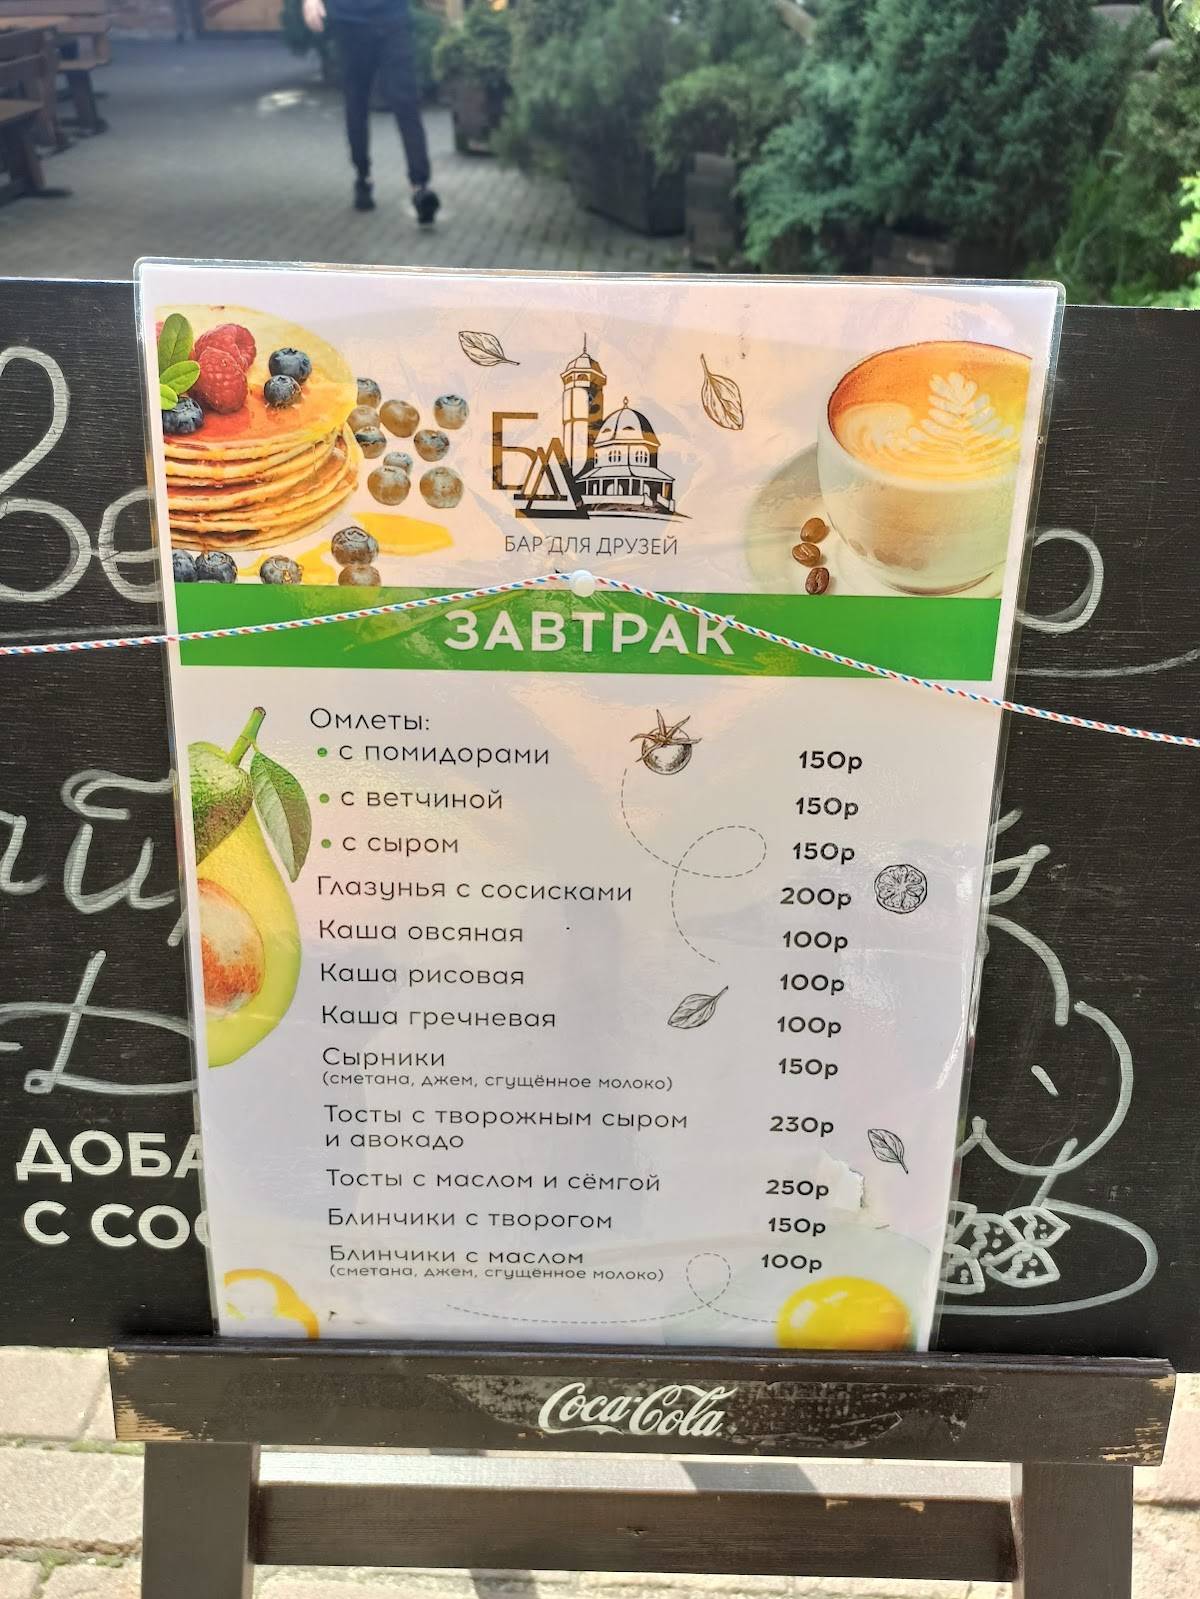 БДД
БАР ДЛЯ ДРУЗЕЙ
ЗАВТРАК
Омлеты:
• с помидорами 150р
• с ветчиной 150р
• с сыром 150р
Глазунья с сосисками 200р
Каша овсяная 100р
Каша рисовая 100р
Каша гречневая 100р
Сырники 150р
(сметана, джем, сгущённое молоко)
Тосты с творожным сыром 230р
и авокадо
Тосты с маслом и сёмгой 250р
Блинчики с творогом 150р
Блинчики с маслом 100р
(сметана, джем, сгущённое молоко)
ДОБА
С СОС
Coca-Cola